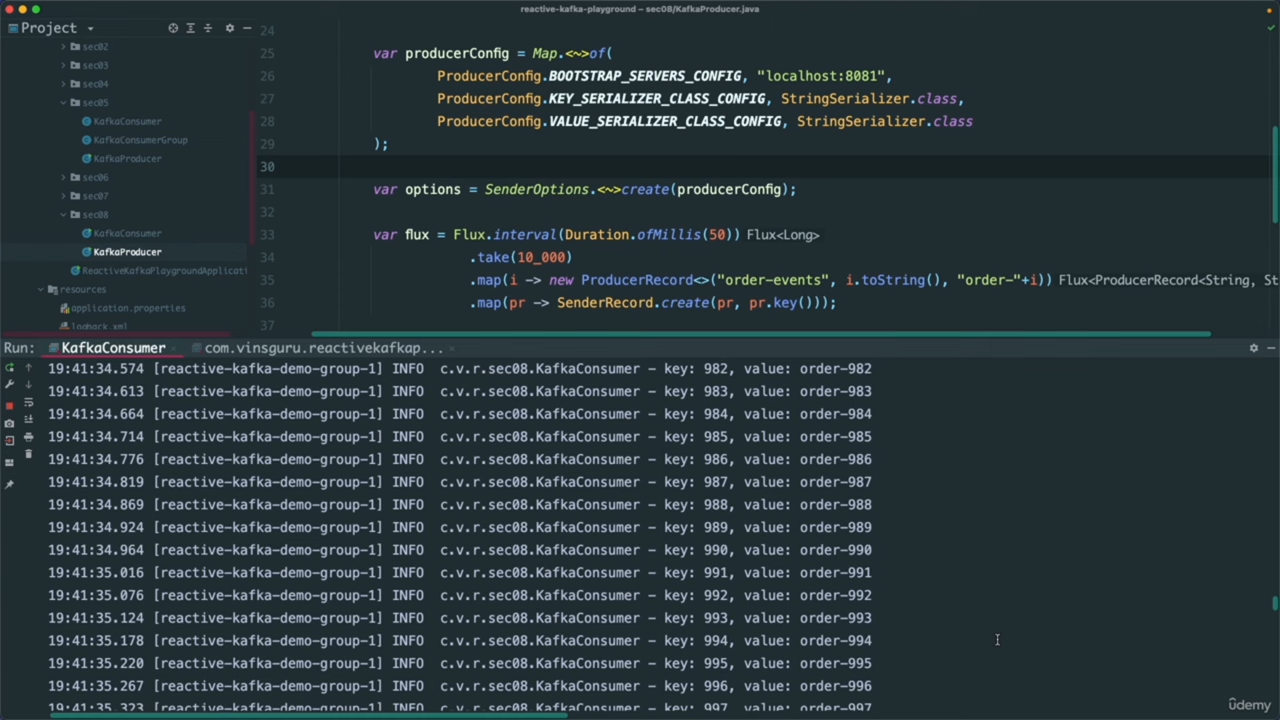 reactive-kafka-playground – sec08/KafkaProducer.java
Project
sec02
sec03
sec04
sec05
KafkaConsumer
KafkaConsumerGroup
KafkaProducer
sec06
sec07
sec08
KafkaConsumer
KafkaProducer
ReactiveKafkaPlaygroundApplicati
resources
application.properties
logback.xml
24
25 var producerConfig = Map.<~>of(
26 ProducerConfig.BOOTSTRAP_SERVERS_CONFIG, "localhost:8081",
27 ProducerConfig.KEY_SERIALIZER_CLASS_CONFIG, StringSerializer.class,
28 ProducerConfig.VALUE_SERIALIZER_CLASS_CONFIG, StringSerializer.class
29 );
30
31 var options = SenderOptions.<~>create(producerConfig);
32
33 var flux = Flux.interval(Duration.ofMillis(50)) Flux<Long>
34 .take(10_000)
35 .map(i -> new ProducerRecord<>("order-events", i.toString(), "order-"+i)) Flux<ProducerRecord<String, St
36 .map(pr -> SenderRecord.create(pr, pr.key()));
37
Run: KafkaConsumer × com.vinsguru.reactivekafkap... ×
19:41:34.574 [reactive-kafka-demo-group-1] INFO c.v.r.sec08.KafkaConsumer – key: 982, value: order-982
19:41:34.613 [reactive-kafka-demo-group-1] INFO c.v.r.sec08.KafkaConsumer – key: 983, value: order-983
19:41:34.664 [reactive-kafka-demo-group-1] INFO c.v.r.sec08.KafkaConsumer – key: 984, value: order-984
19:41:34.714 [reactive-kafka-demo-group-1] INFO c.v.r.sec08.KafkaConsumer – key: 985, value: order-985
19:41:34.776 [reactive-kafka-demo-group-1] INFO c.v.r.sec08.KafkaConsumer – key: 986, value: order-986
19:41:34.819 [reactive-kafka-demo-group-1] INFO c.v.r.sec08.KafkaConsumer – key: 987, value: order-987
19:41:34.869 [reactive-kafka-demo-group-1] INFO c.v.r.sec08.KafkaConsumer – key: 988, value: order-988
19:41:34.924 [reactive-kafka-demo-group-1] INFO c.v.r.sec08.KafkaConsumer – key: 989, value: order-989
19:41:34.964 [reactive-kafka-demo-group-1] INFO c.v.r.sec08.KafkaConsumer – key: 990, value: order-990
19:41:35.016 [reactive-kafka-demo-group-1] INFO c.v.r.sec08.KafkaConsumer – key: 991, value: order-991
19:41:35.076 [reactive-kafka-demo-group-1] INFO c.v.r.sec08.KafkaConsumer – key: 992, value: order-992
19:41:35.124 [reactive-kafka-demo-group-1] INFO c.v.r.sec08.KafkaConsumer – key: 993, value: order-993
19:41:35.178 [reactive-kafka-demo-group-1] INFO c.v.r.sec08.KafkaConsumer – key: 994, value: order-994
19:41:35.220 [reactive-kafka-demo-group-1] INFO c.v.r.sec08.KafkaConsumer – key: 995, value: order-995
19:41:35.267 [reactive-kafka-demo-group-1] INFO c.v.r.sec08.KafkaConsumer – key: 996, value: order-996
19:41:35.323 [reactive-kafka-demo-group-1] INFO c.v.r.sec08.KafkaConsumer – key: 997, value: order-997
ûdemy